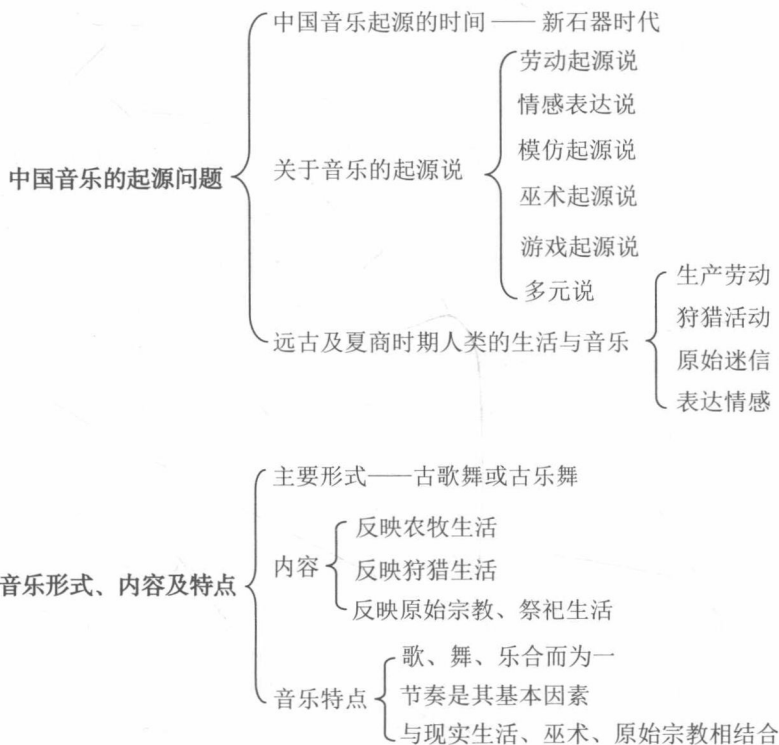 中国音乐起源的时间——新石器时代
劳动起源说
情感表达说
模仿起源说
中国音乐的起源问题
关于音乐的起源说
巫术起源说
游戏起源说
多元说
生产劳动
狩猎活动
远古及夏商时期人类的生活与音乐
原始迷信
表达情感
主要形式——古歌舞或古乐舞
反映农牧生活
音乐形式、内容及特点
内容
反映狩猎生活
反映原始宗教、祭祀生活
歌、舞、乐合而为一
音乐特点
节奏是其基本因素
与现实生活、巫术、原始宗教相结合